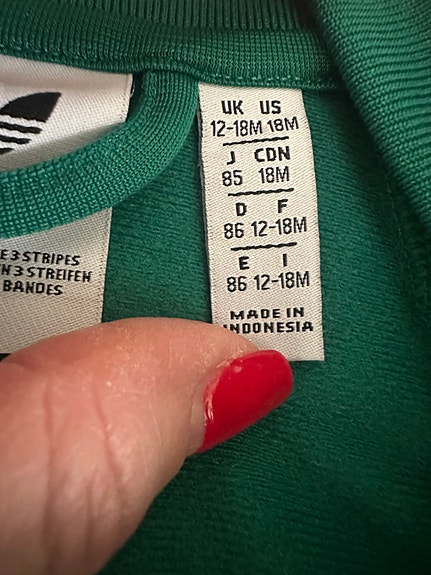 UK US
12-18M 18M
J CDN
85 18M
D F
86 12-18M
E I
86 12-18M
MADE IN
INDONESIA
3 STRIPES
3 STREIFEN
BANDES